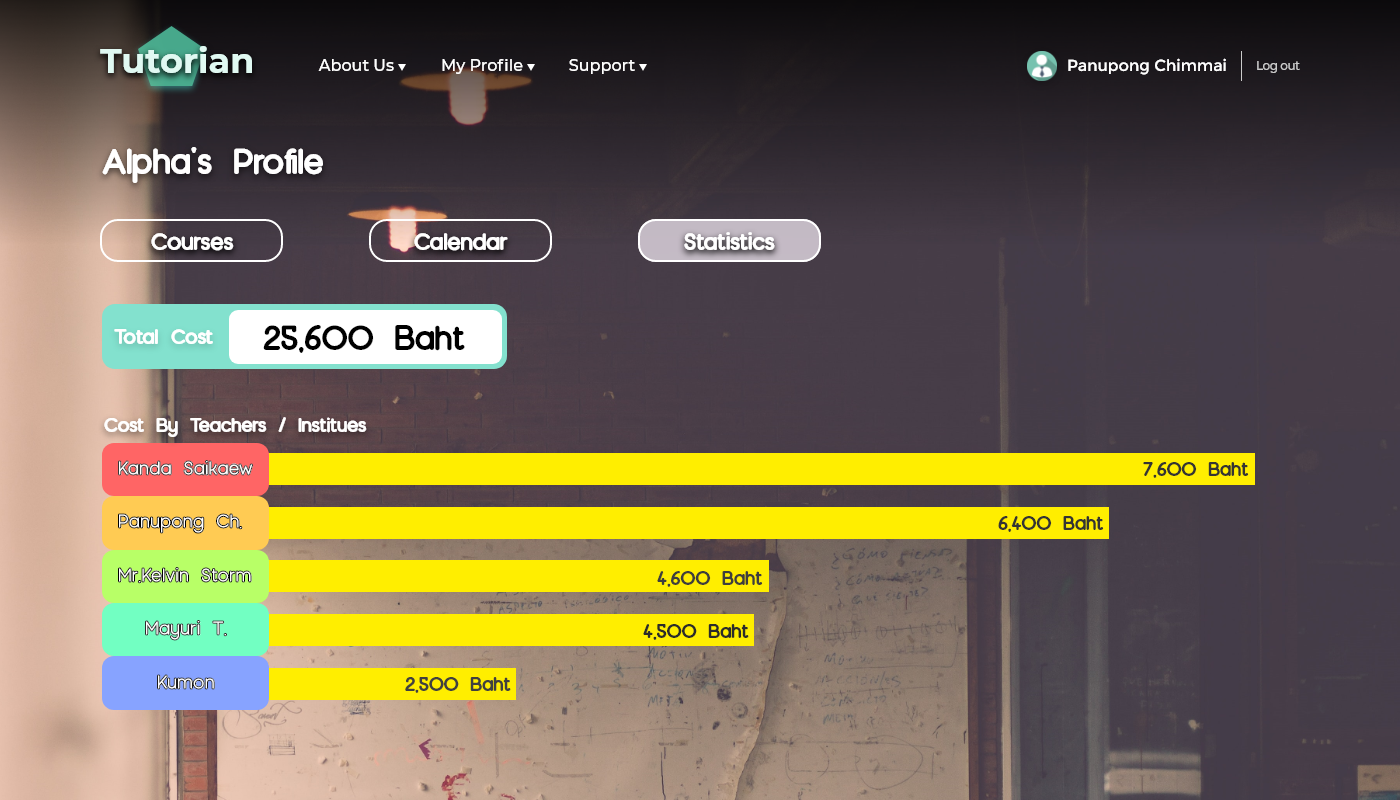 Tutorian
About Us ▾ My Profile ▾ Support ▾
Panupong Chimmai Log out
Alpha's Profile
Courses Calendar Statistics
Total Cost 25,600 Baht
Cost By Teachers / Institues
Kanda Saikaew 7,600 Baht
Panupong Ch. 6,400 Baht
Mr.Kelvin Storm 4,600 Baht
Mayuri T. 4,500 Baht
Kumon 2,500 Baht